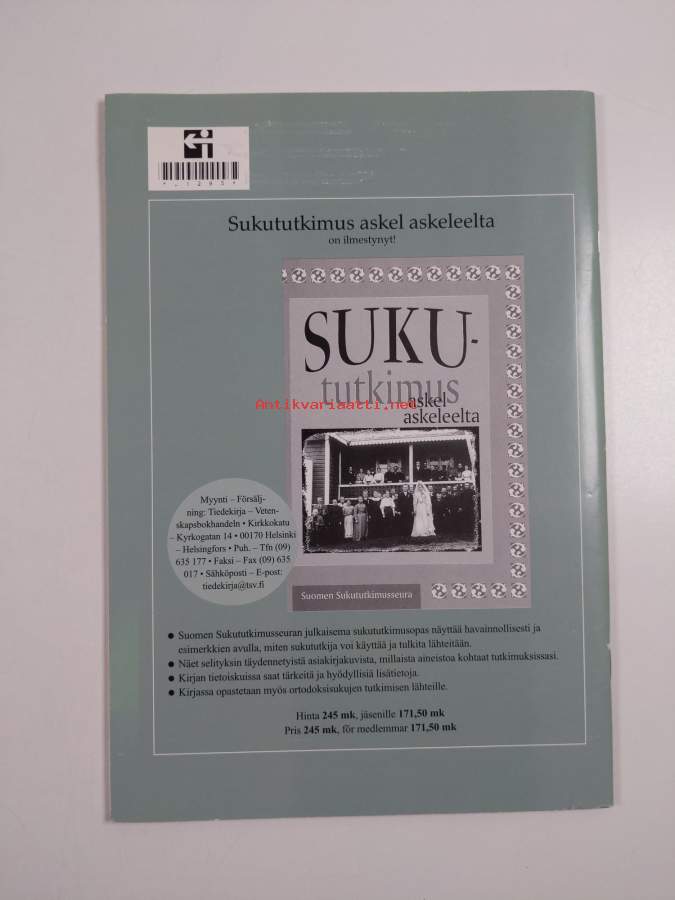 *.1295*
Sukututkimus askel askeleelta
on ilmestynyt!
SUKU-
tutkimus
askel
askeleelta
Antikvariaatti.net
Suomen Sukututkimusseura
Myynti – Försälj-
ning: Tiedekirja – Veten-
skapsbokhandeln • Kirkkokatu
– Kyrkogatan 14 • 00170 Helsinki
– Helsingfors • Puh. – Tfn (09)
635 177 • Faksi – Fax (09) 635
017 • Sähköposti – E-post:
tiedekirja@tsv.fi
• Suomen Sukututkimusseuran julkaisema sukututkimusopas näyttää havainnollisesti ja
esimerkkien avulla, miten sukututkija voi käyttää ja tulkita lähteitään.
• Näet selityksin täydennetyistä asiakirjakuvista, millaista aineistoa kohtaat tutkimuksissasi.
• Kirjan tietoiskuissa saat tärkeitä ja hyödyllisiä lisätietoja.
• Kirjassa opastetaan myös ortodoksisukujen tutkimisen lähteille.
Hinta 245 mk, jäsenille 171,50 mk
Pris 245 mk, för medlemmar 171,50 mk